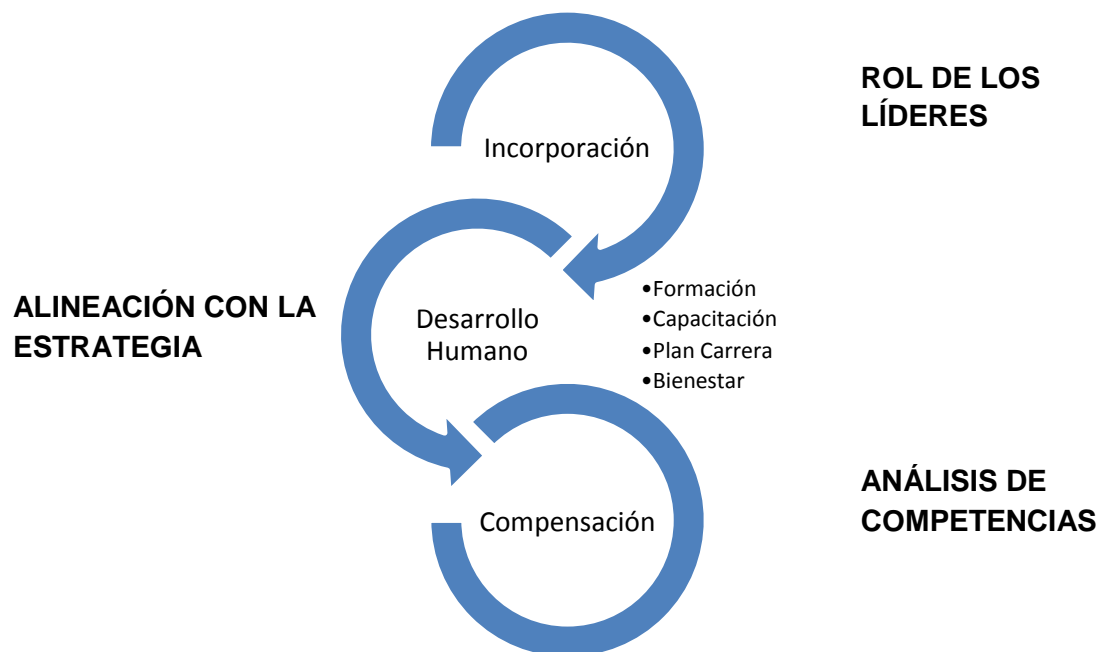 ROL DE LOS
LÍDERES
Incorporación
ALINEACIÓN CON LA
ESTRATEGIA
Desarrollo
Humano
•Formación
•Capacitación
•Plan Carrera
•Bienestar
Compensación
ANÁLISIS DE
COMPETENCIAS